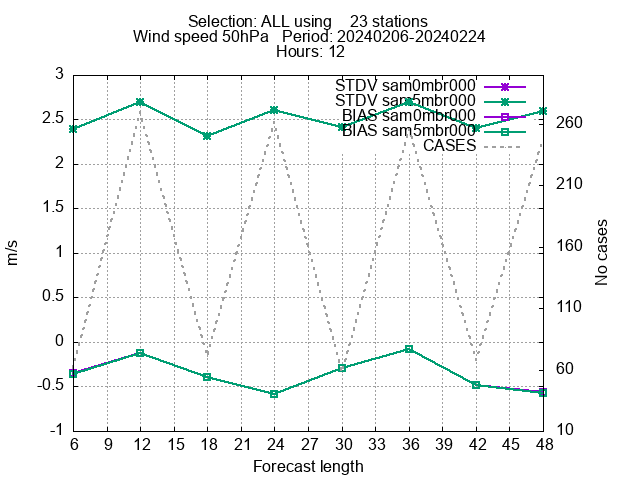 Selection: ALL using 23 stations
Wind speed 50hPa Period: 20240206-20240224
Hours: 12
STDV sam0mbr000
STDV sam5mbr000
BIAS sam0mbr000
BIAS sam5mbr000
CASES
3
2.5
2
1.5
1
0.5
0
-0.5
-1
m/s
260
210
160
110
60
10
No cases
6 12 15 18 21 24 27 30 33 36 39 42 45 48
Forecast length